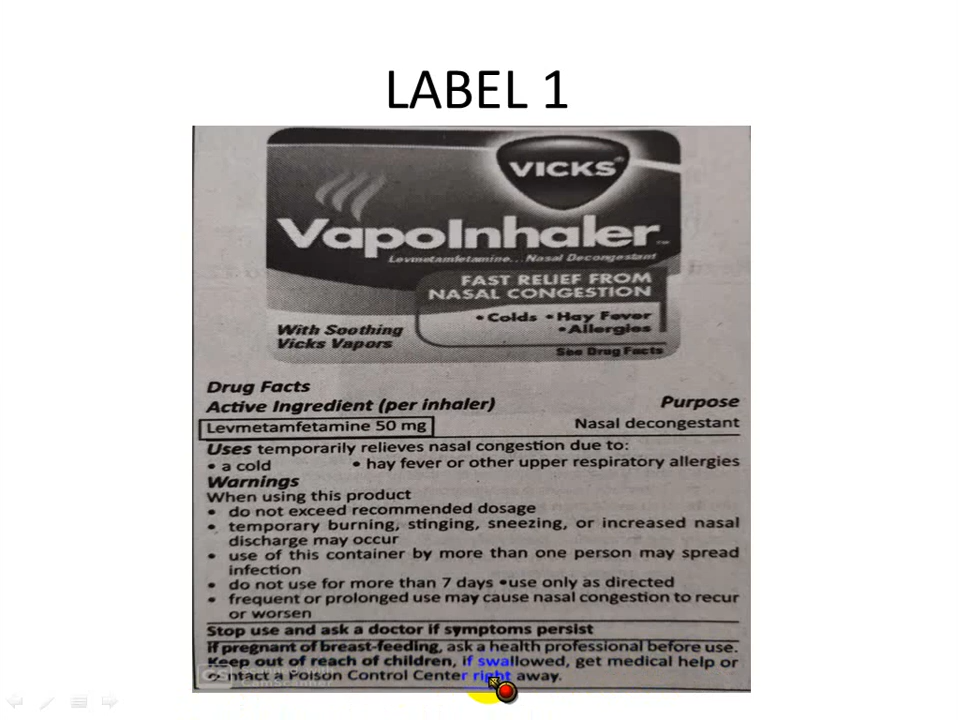 LABEL 1
VICKS®
VapoInhaler™
Levmetamfetamine...Nasal Decongestant
FAST RELIEF FROM
NASAL CONGESTION
• Colds • Hay Fever
• Allergies
With Soothing
Vicks Vapors
See Drug Facts
Drug Facts
Active Ingredient (per inhaler) Purpose
Levmetamfetamine 50 mg Nasal decongestant
Uses temporarily relieves nasal congestion due to:
• a cold • hay fever or other upper respiratory allergies
Warnings
When using this product
• do not exceed recommended dosage
• temporary burning, stinging, sneezing, or increased nasal
discharge may occur
• use of this container by more than one person may spread
infection
• do not use for more than 7 days •use only as directed
• frequent or prolonged use may cause nasal congestion to recur
or worsen
Stop use and ask a doctor if symptoms persist
If pregnant of breast-feeding, ask a health professional before use.
Keep out of reach of children, if swallowed, get medical help or
contact a Poison Control Center right away.
CS
CamScanner